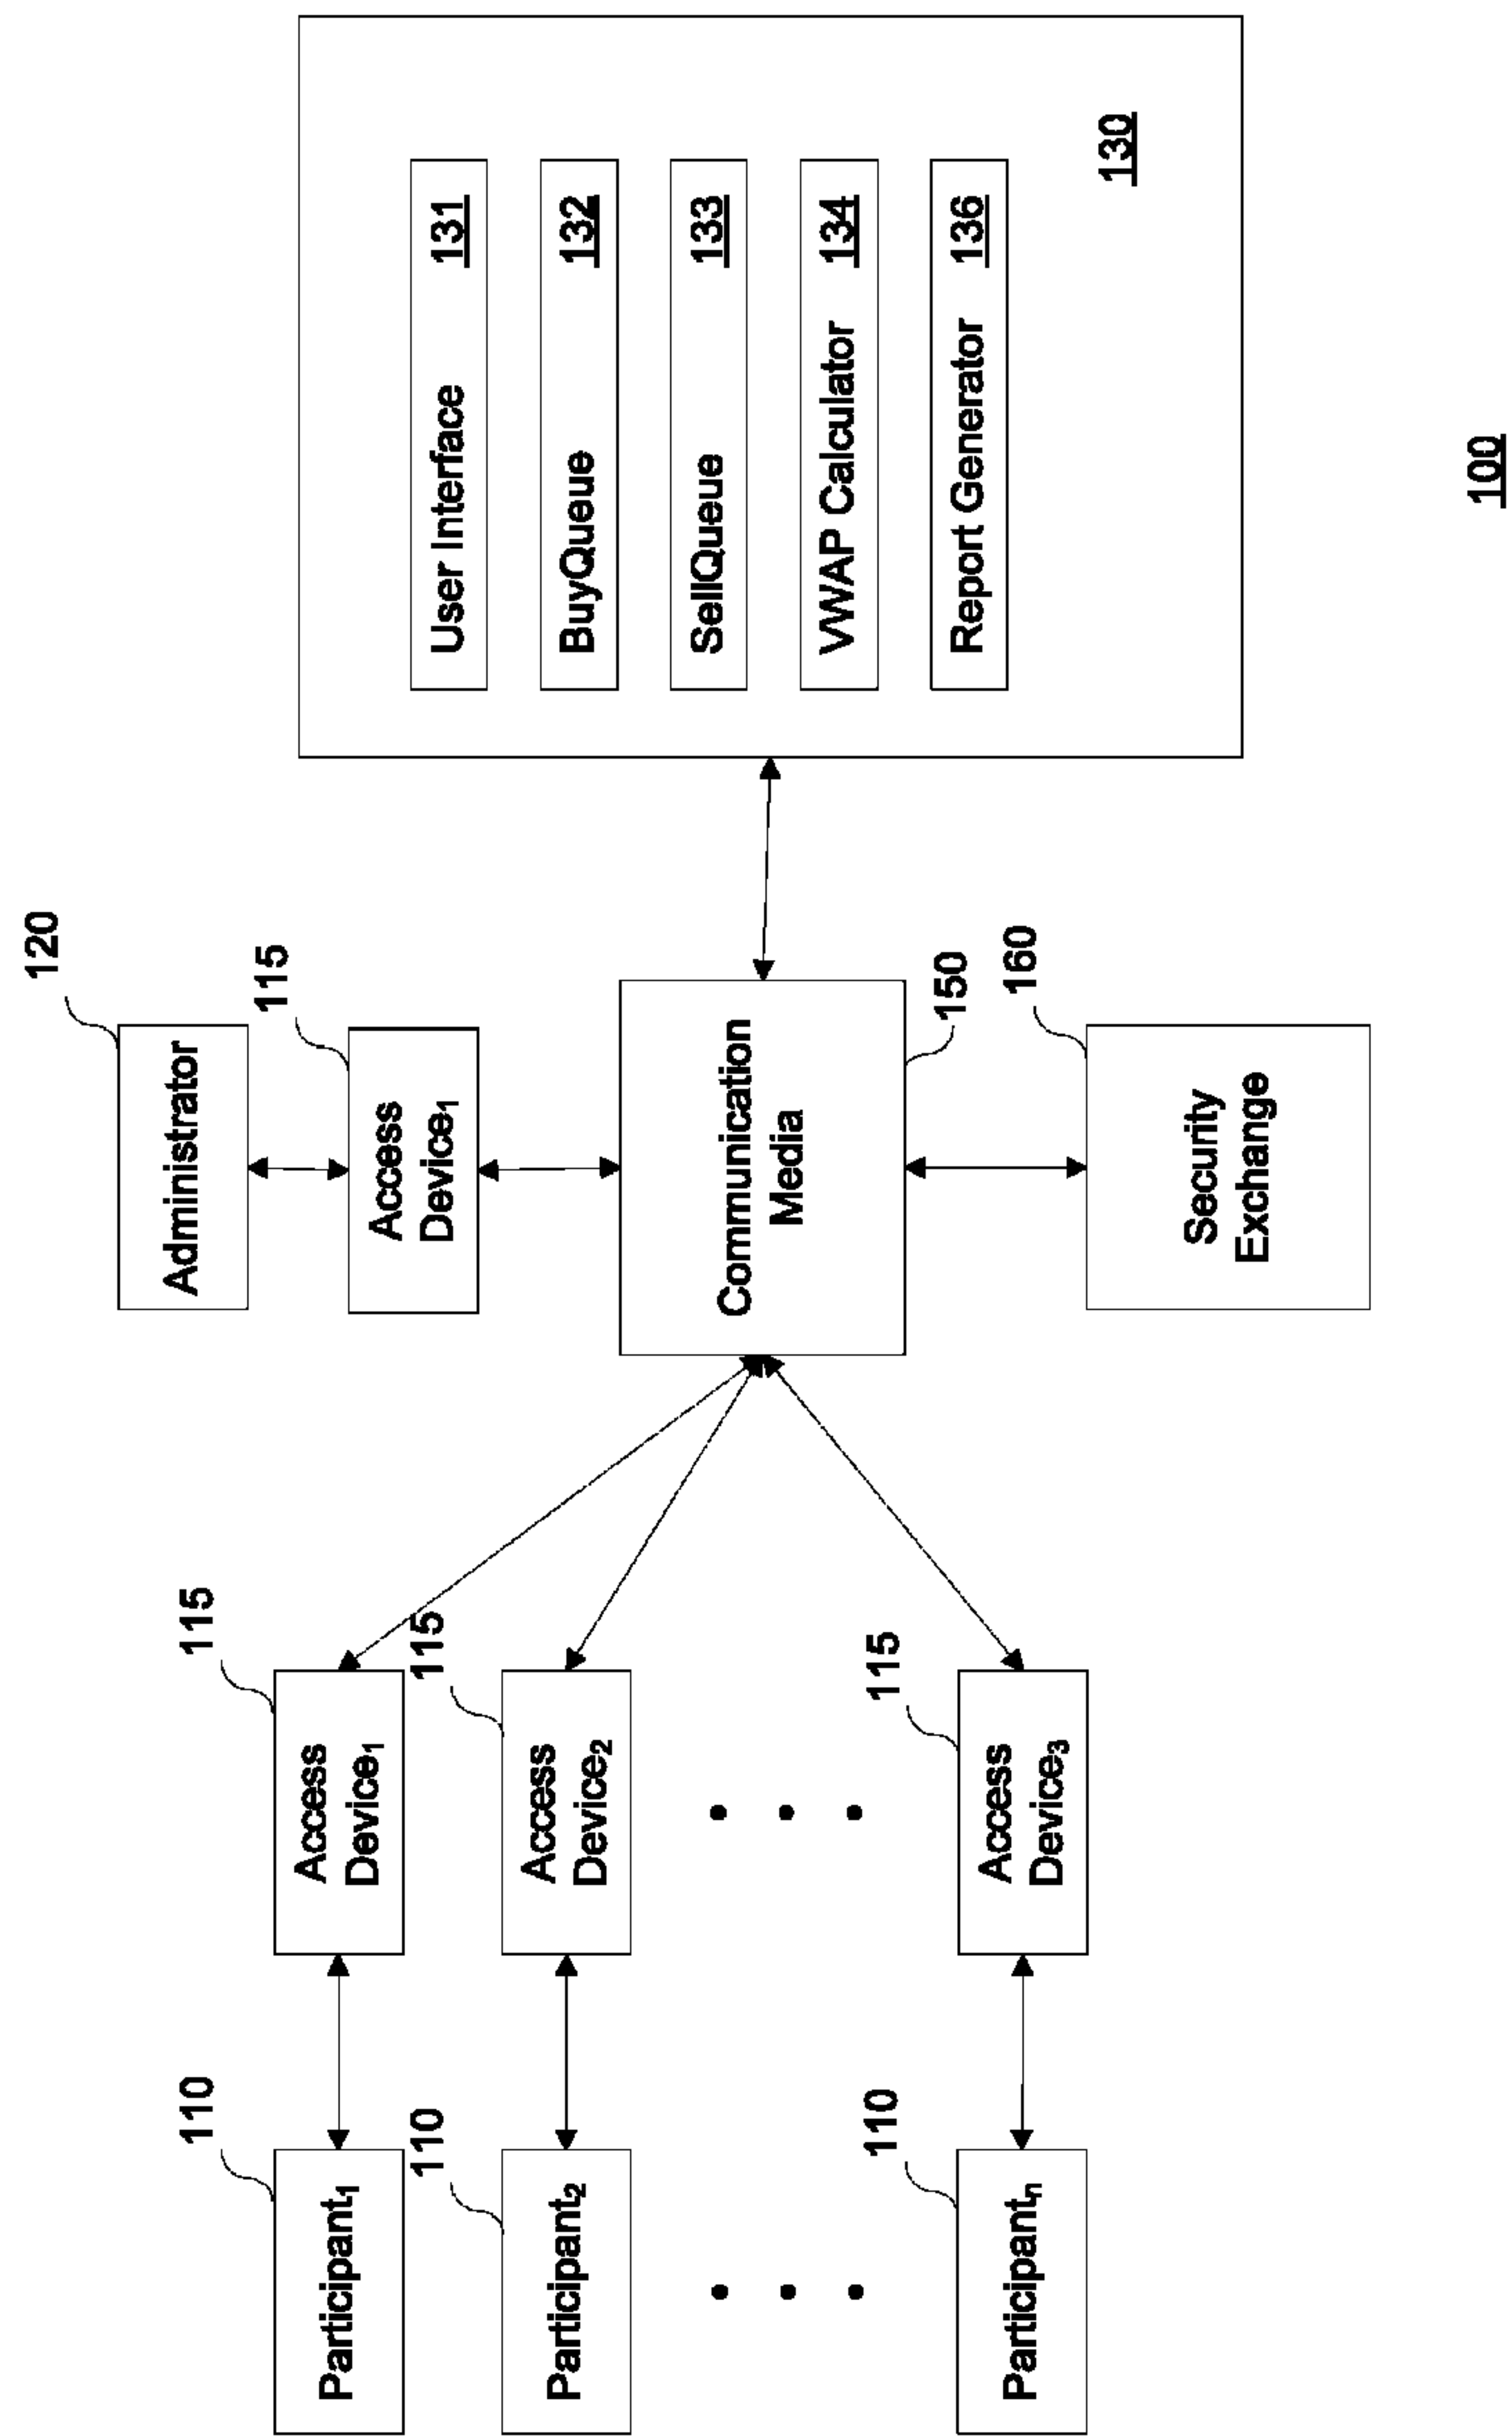 120
Administrator
115
Access
Device1
110
Participant1
115
Access
Device1
110
Participant2
115
Access
Device2
110
Participantn
115
Access
Device3
Communication
Media
150
160
Security
Exchange
User Interface 131
BuyQueue 132
SellQueue 133
VWAP Calculator 134
Report Generator 136
130
100